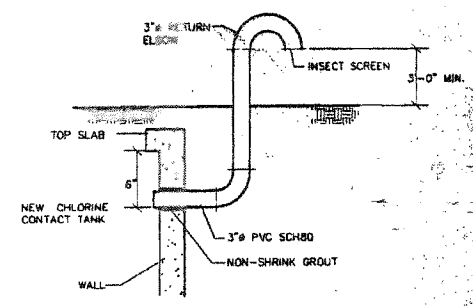 3"ø RETURN
ELBOW
INSECT SCREEN
3'-0" MIN.
TOP SLAB
6"
NEW CHLORINE
CONTACT TANK
3"ø PVC SCH80
NON-SHRINK GROUT
WALL